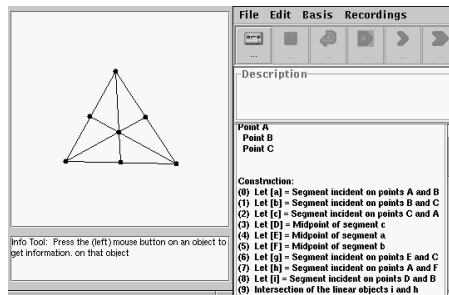 File Edit Basis Recordings
... ... ... ... ... ...
Description
Point A
Point B
Point C
Construction:
(0) Let [a] = Segment incident on points A and B
(1) Let [b] = Segment incident on points B and C
(2) Let [c] = Segment incident on points C and A
(3) Let [D] = Midpoint of segment c
(4) Let [E] = Midpoint of segment a
(5) Let [F] = Midpoint of segment b
(6) Let [g] = Segment incident on points E and C
(7) Let [h] = Segment incident on points A and F
(8) Let [i] = Segment incident on points D and B
(9) Intersection of the linear objects i and h
Info Tool: Press the (left) mouse button on an object to
get information. on that object